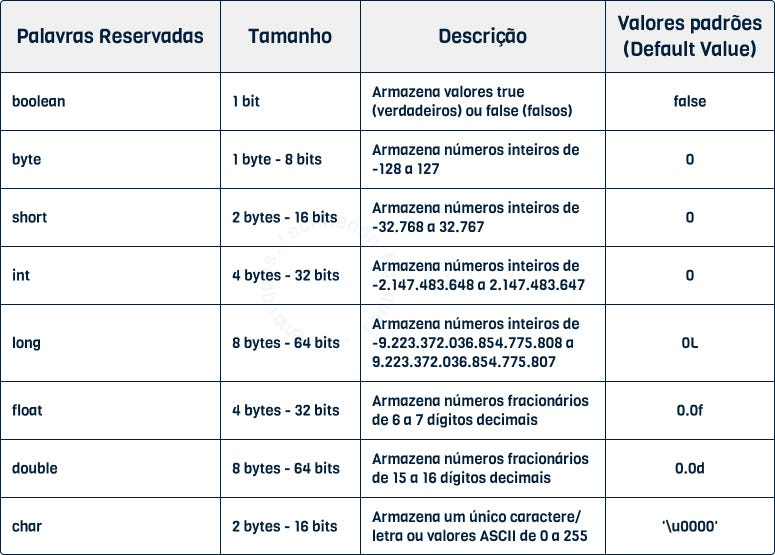 Palavras Reservadas
Tamanho
Descrição
Valores padrões
(Default Value)
boolean
1 bit
Armazena valores true
(verdadeiros) ou false (falsos)
false
byte
1 byte - 8 bits
Armazena números inteiros de
-128 a 127
0
short
2 bytes - 16 bits
Armazena números inteiros de
-32.768 a 32.767
0
int
4 bytes - 32 bits
Armazena números inteiros de
-2.147.483.648 a 2.147.483.647
0
long
8 bytes - 64 bits
Armazena números inteiros de
-9.223.372.036.854.775.808 a
9.223.372.036.854.775.807
0L
float
4 bytes - 32 bits
Armazena números fracionários
de 6 a 7 dígitos decimais
0.0f
double
8 bytes - 64 bits
Armazena números fracionários
de 15 a 16 dígitos decimais
0.0d
char
2 bytes - 16 bits
Armazena um único caractere/
letra ou valores ASCII de 0 a 255
'\u0000'